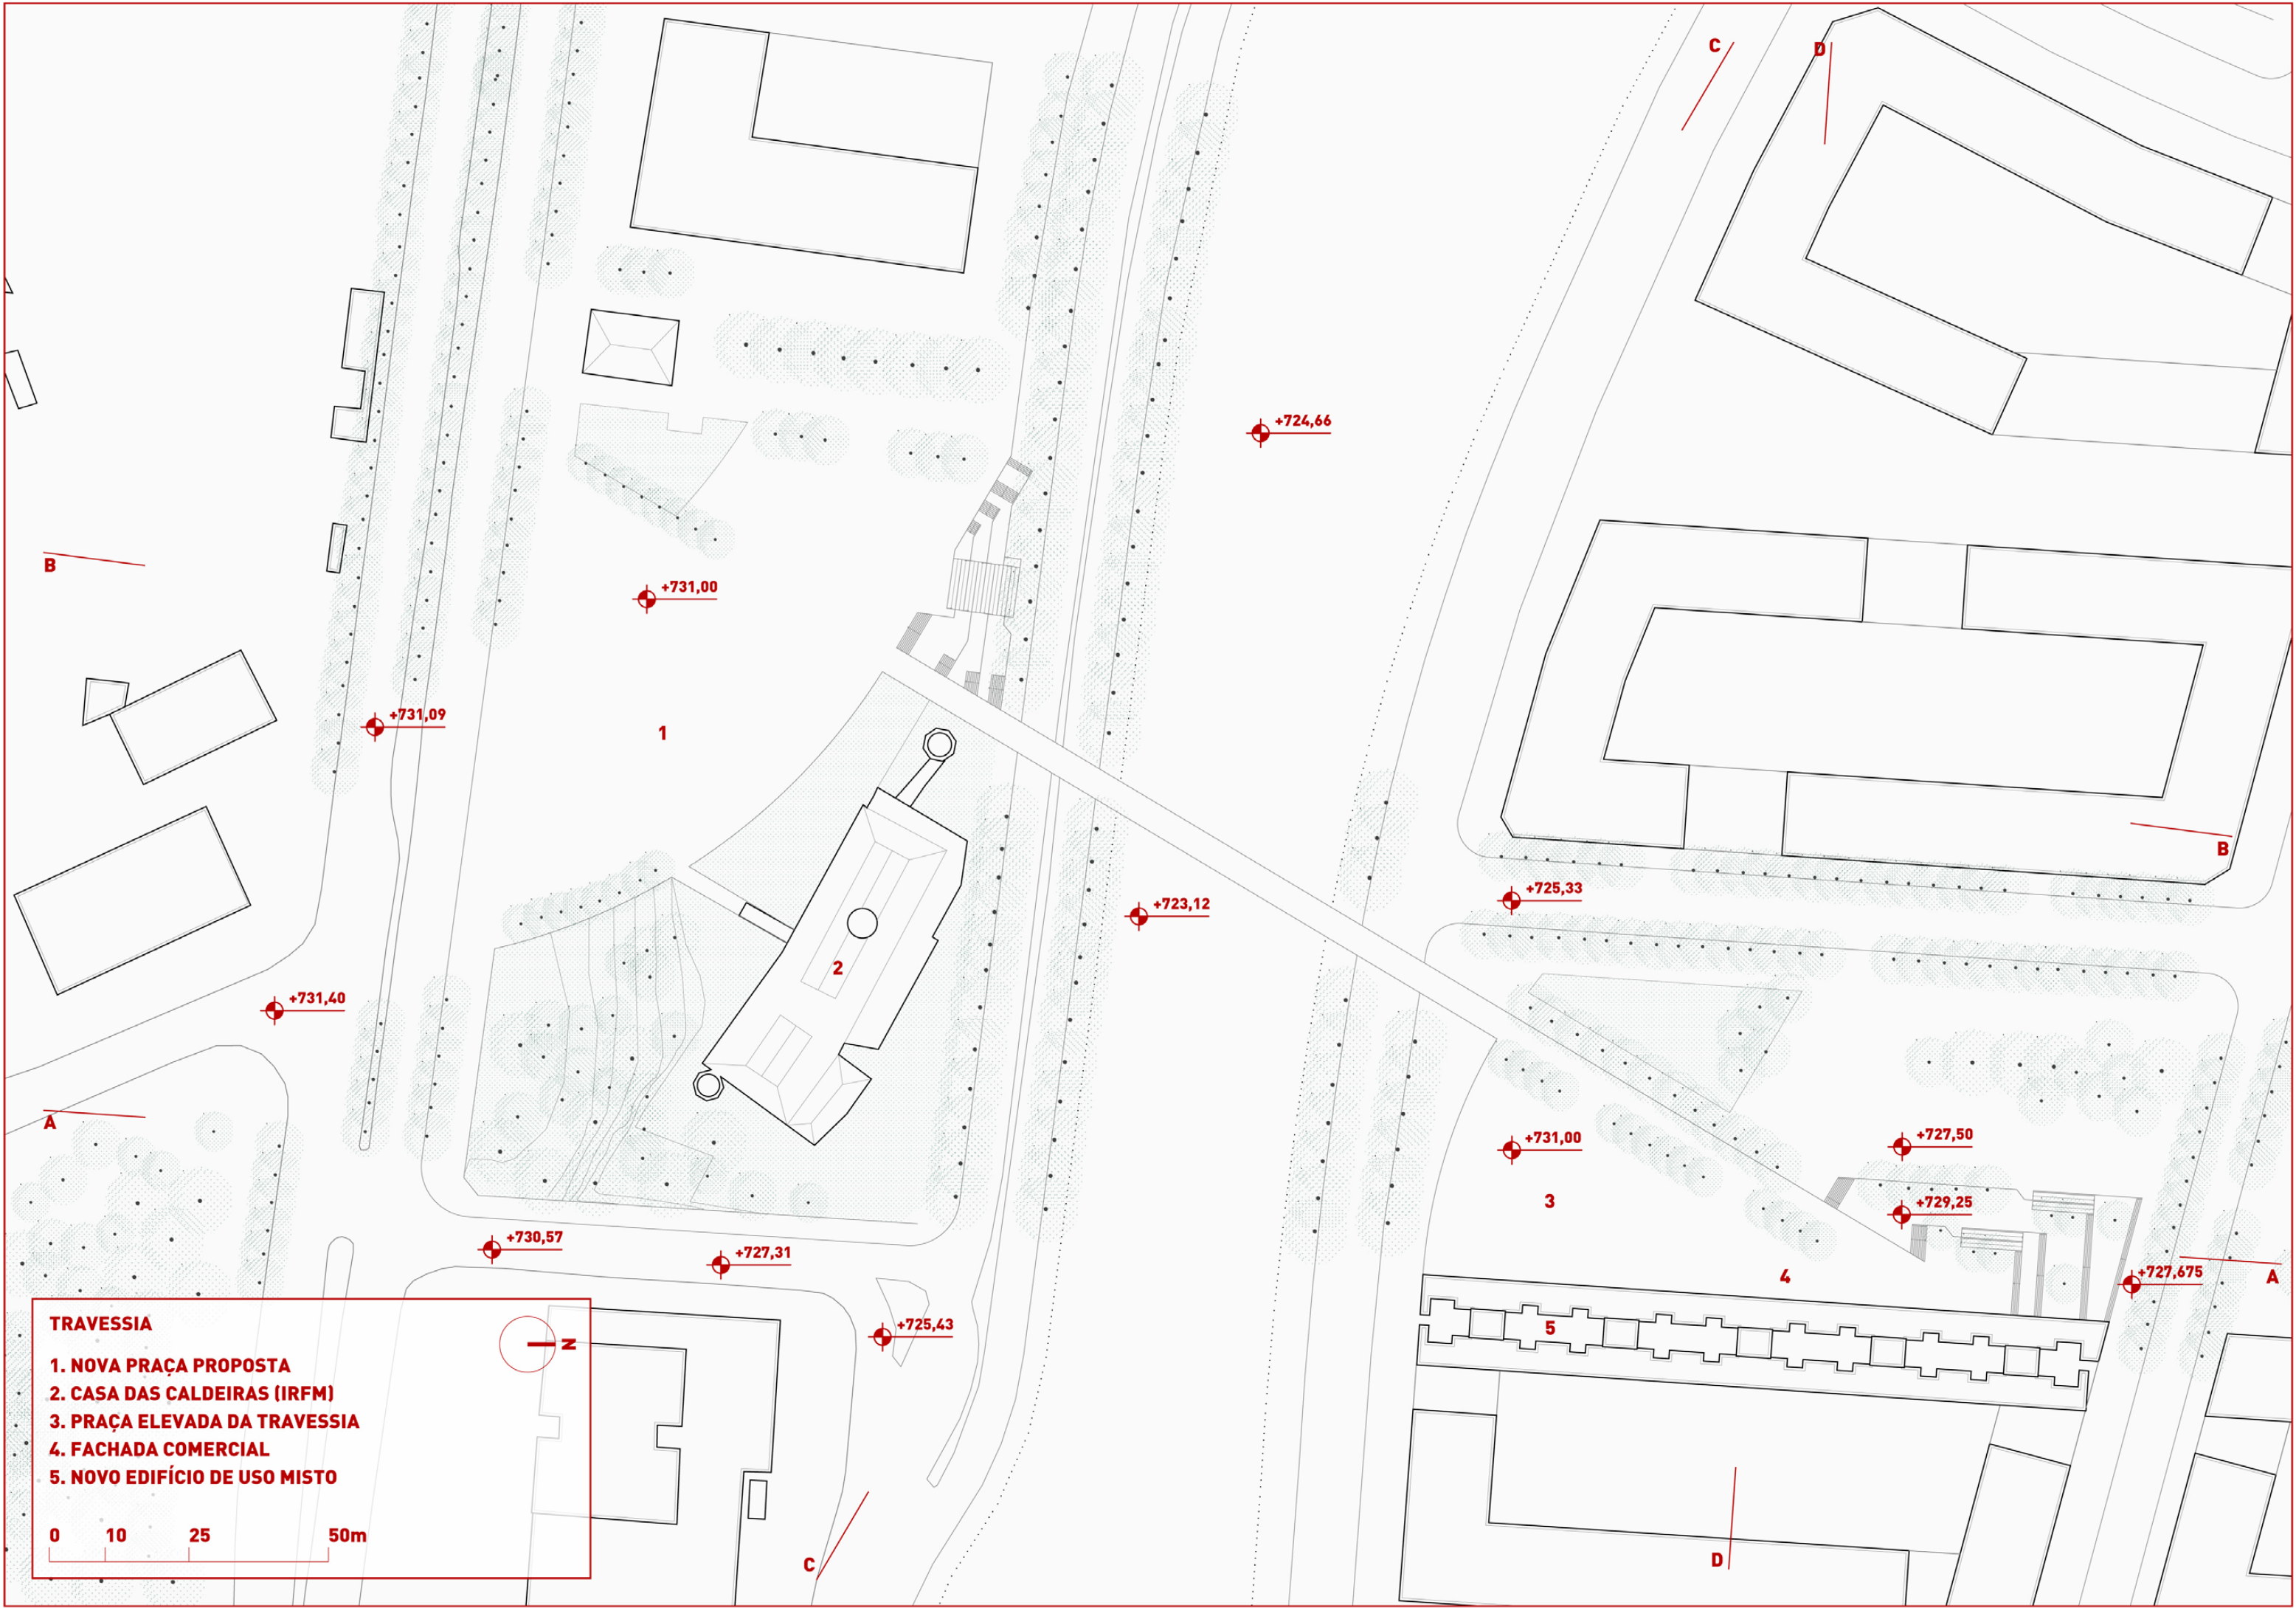 C
D
+724,66
B
+731,00
+731,09
1
B
+725,33
+723,12
2
+731,40
A
+731,00
+727,50
3
+729,25
+730,57
+727,31
4
+727,675
A
+725,43
5
TRAVESSIA
N
1. NOVA PRAÇA PROPOSTA
2. CASA DAS CALDEIRAS (IRFM)
3. PRAÇA ELEVADA DA TRAVESSIA
4. FACHADA COMERCIAL
5. NOVO EDIFÍCIO DE USO MISTO
0 10 25 50m
C
D